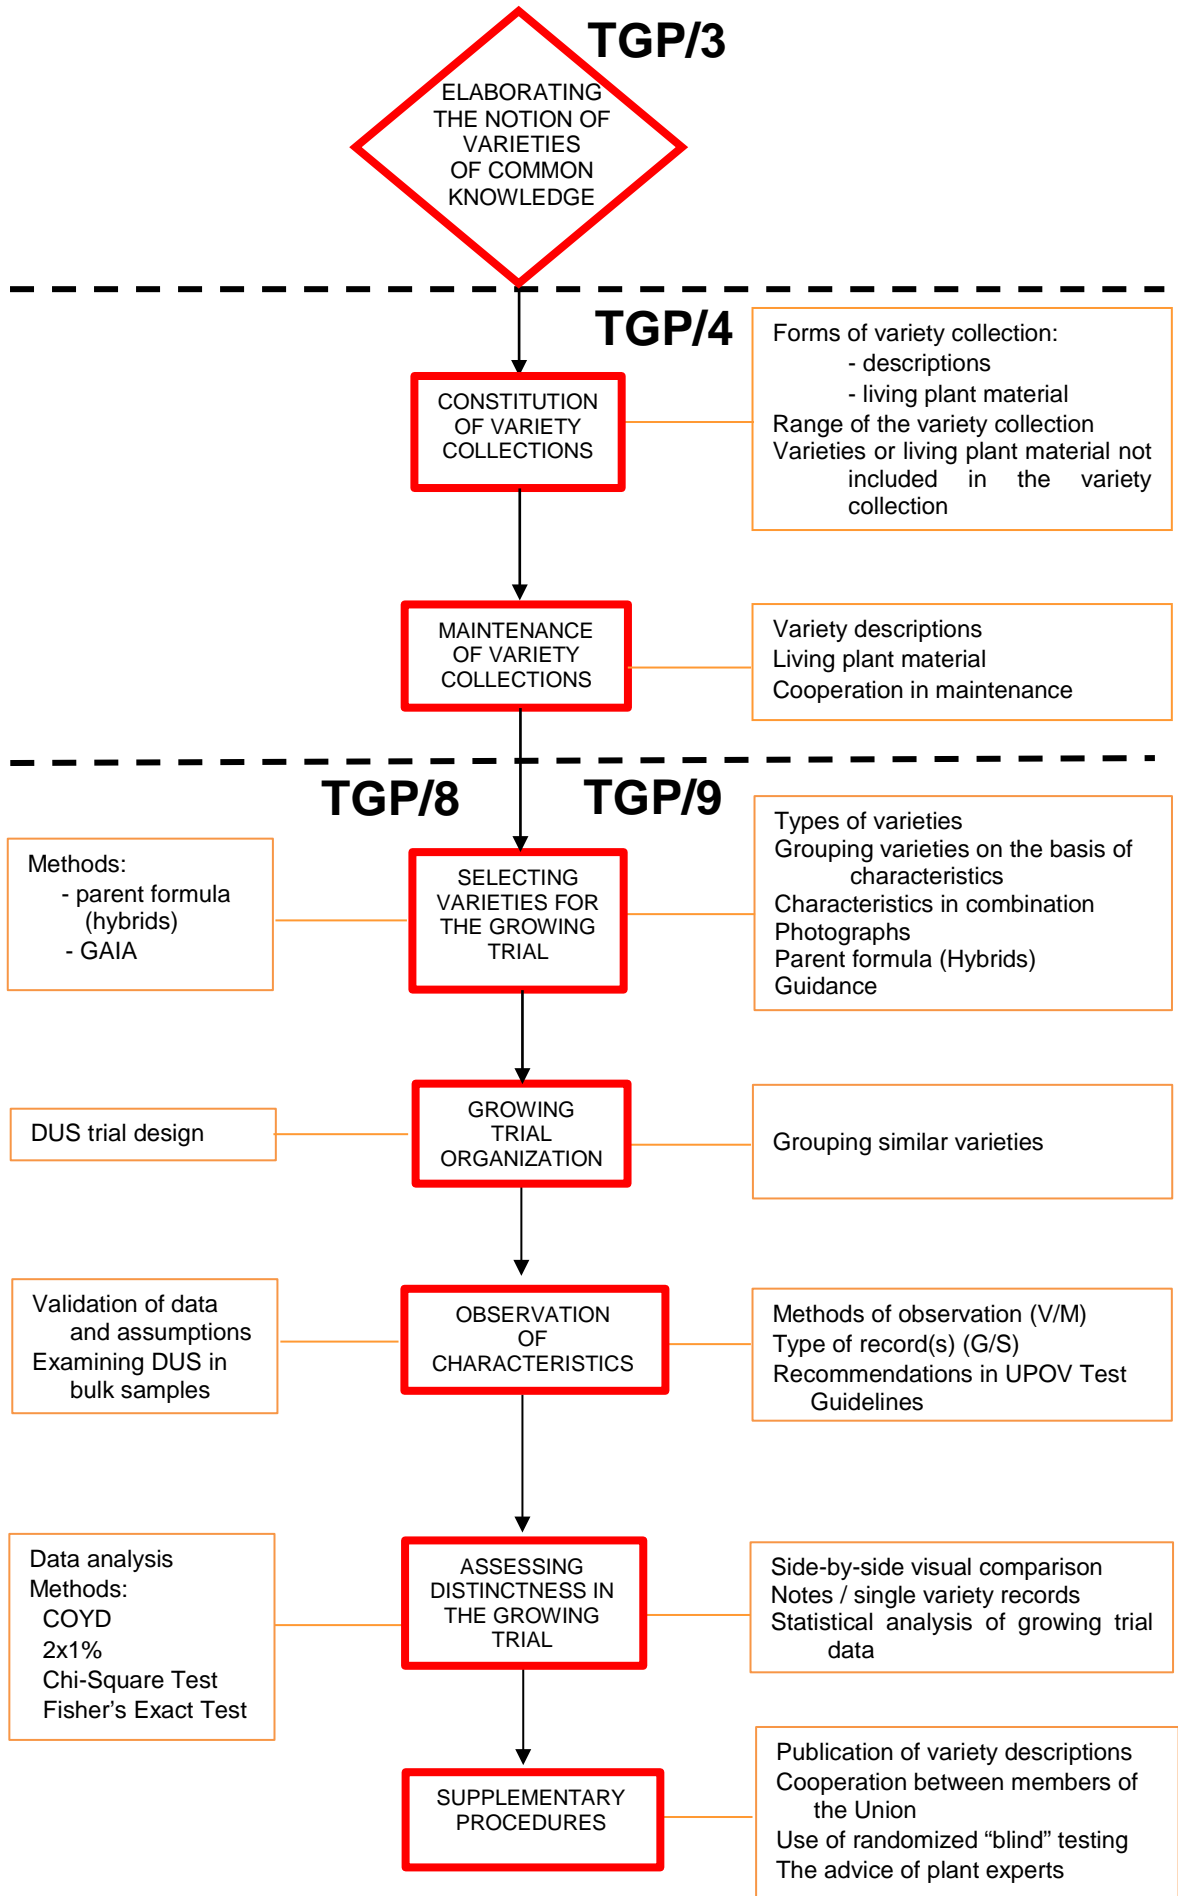 TGP/3
ELABORATING
THE NOTION OF
VARIETIES
OF COMMON
KNOWLEDGE
TGP/4
CONSTITUTION
OF VARIETY
COLLECTIONS
Forms of variety collection:
- descriptions
- living plant material
Range of the variety collection
Varieties or living plant material not
included in the variety
collection
MAINTENANCE
OF VARIETY
COLLECTIONS
Variety descriptions
Living plant material
Cooperation in maintenance
TGP/8
TGP/9
Methods:
- parent formula
(hybrids)
- GAIA
SELECTING
VARIETIES FOR
THE GROWING
TRIAL
Types of varieties
Grouping varieties on the basis of
characteristics
Characteristics in combination
Photographs
Parent formula (Hybrids)
Guidance
DUS trial design
GROWING
TRIAL
ORGANIZATION
Grouping similar varieties
Validation of data
and assumptions
Examining DUS in
bulk samples
OBSERVATION
OF
CHARACTERISTICS
Methods of observation (V/M)
Type of record(s) (G/S)
Recommendations in UPOV Test
Guidelines
Data analysis
Methods:
COYD
2x1%
Chi-Square Test
Fisher's Exact Test
ASSESSING
DISTINCTNESS IN
THE GROWING
TRIAL
Side-by-side visual comparison
Notes / single variety records
Statistical analysis of growing trial
data
SUPPLEMENTARY
PROCEDURES
Publication of variety descriptions
Cooperation between members of
the Union
Use of randomized “blind” testing
The advice of plant experts